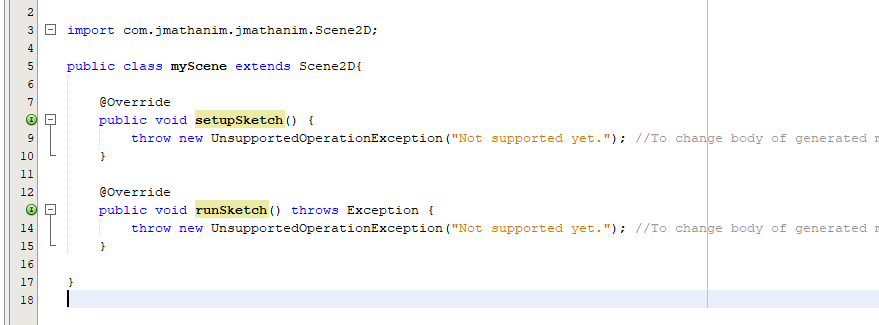 2
3 import com.jmathanim.jmathanim.Scene2D;
4
5 public class myScene extends Scene2D{
6
7 @Override
public void setupSketch() {
9 throw new UnsupportedOperationException("Not supported yet."); //To change body of generated
10 }
11
12 @Override
public void runSketch() throws Exception {
14 throw new UnsupportedOperationException("Not supported yet."); //To change body of generated
15 }
16
17 }
18